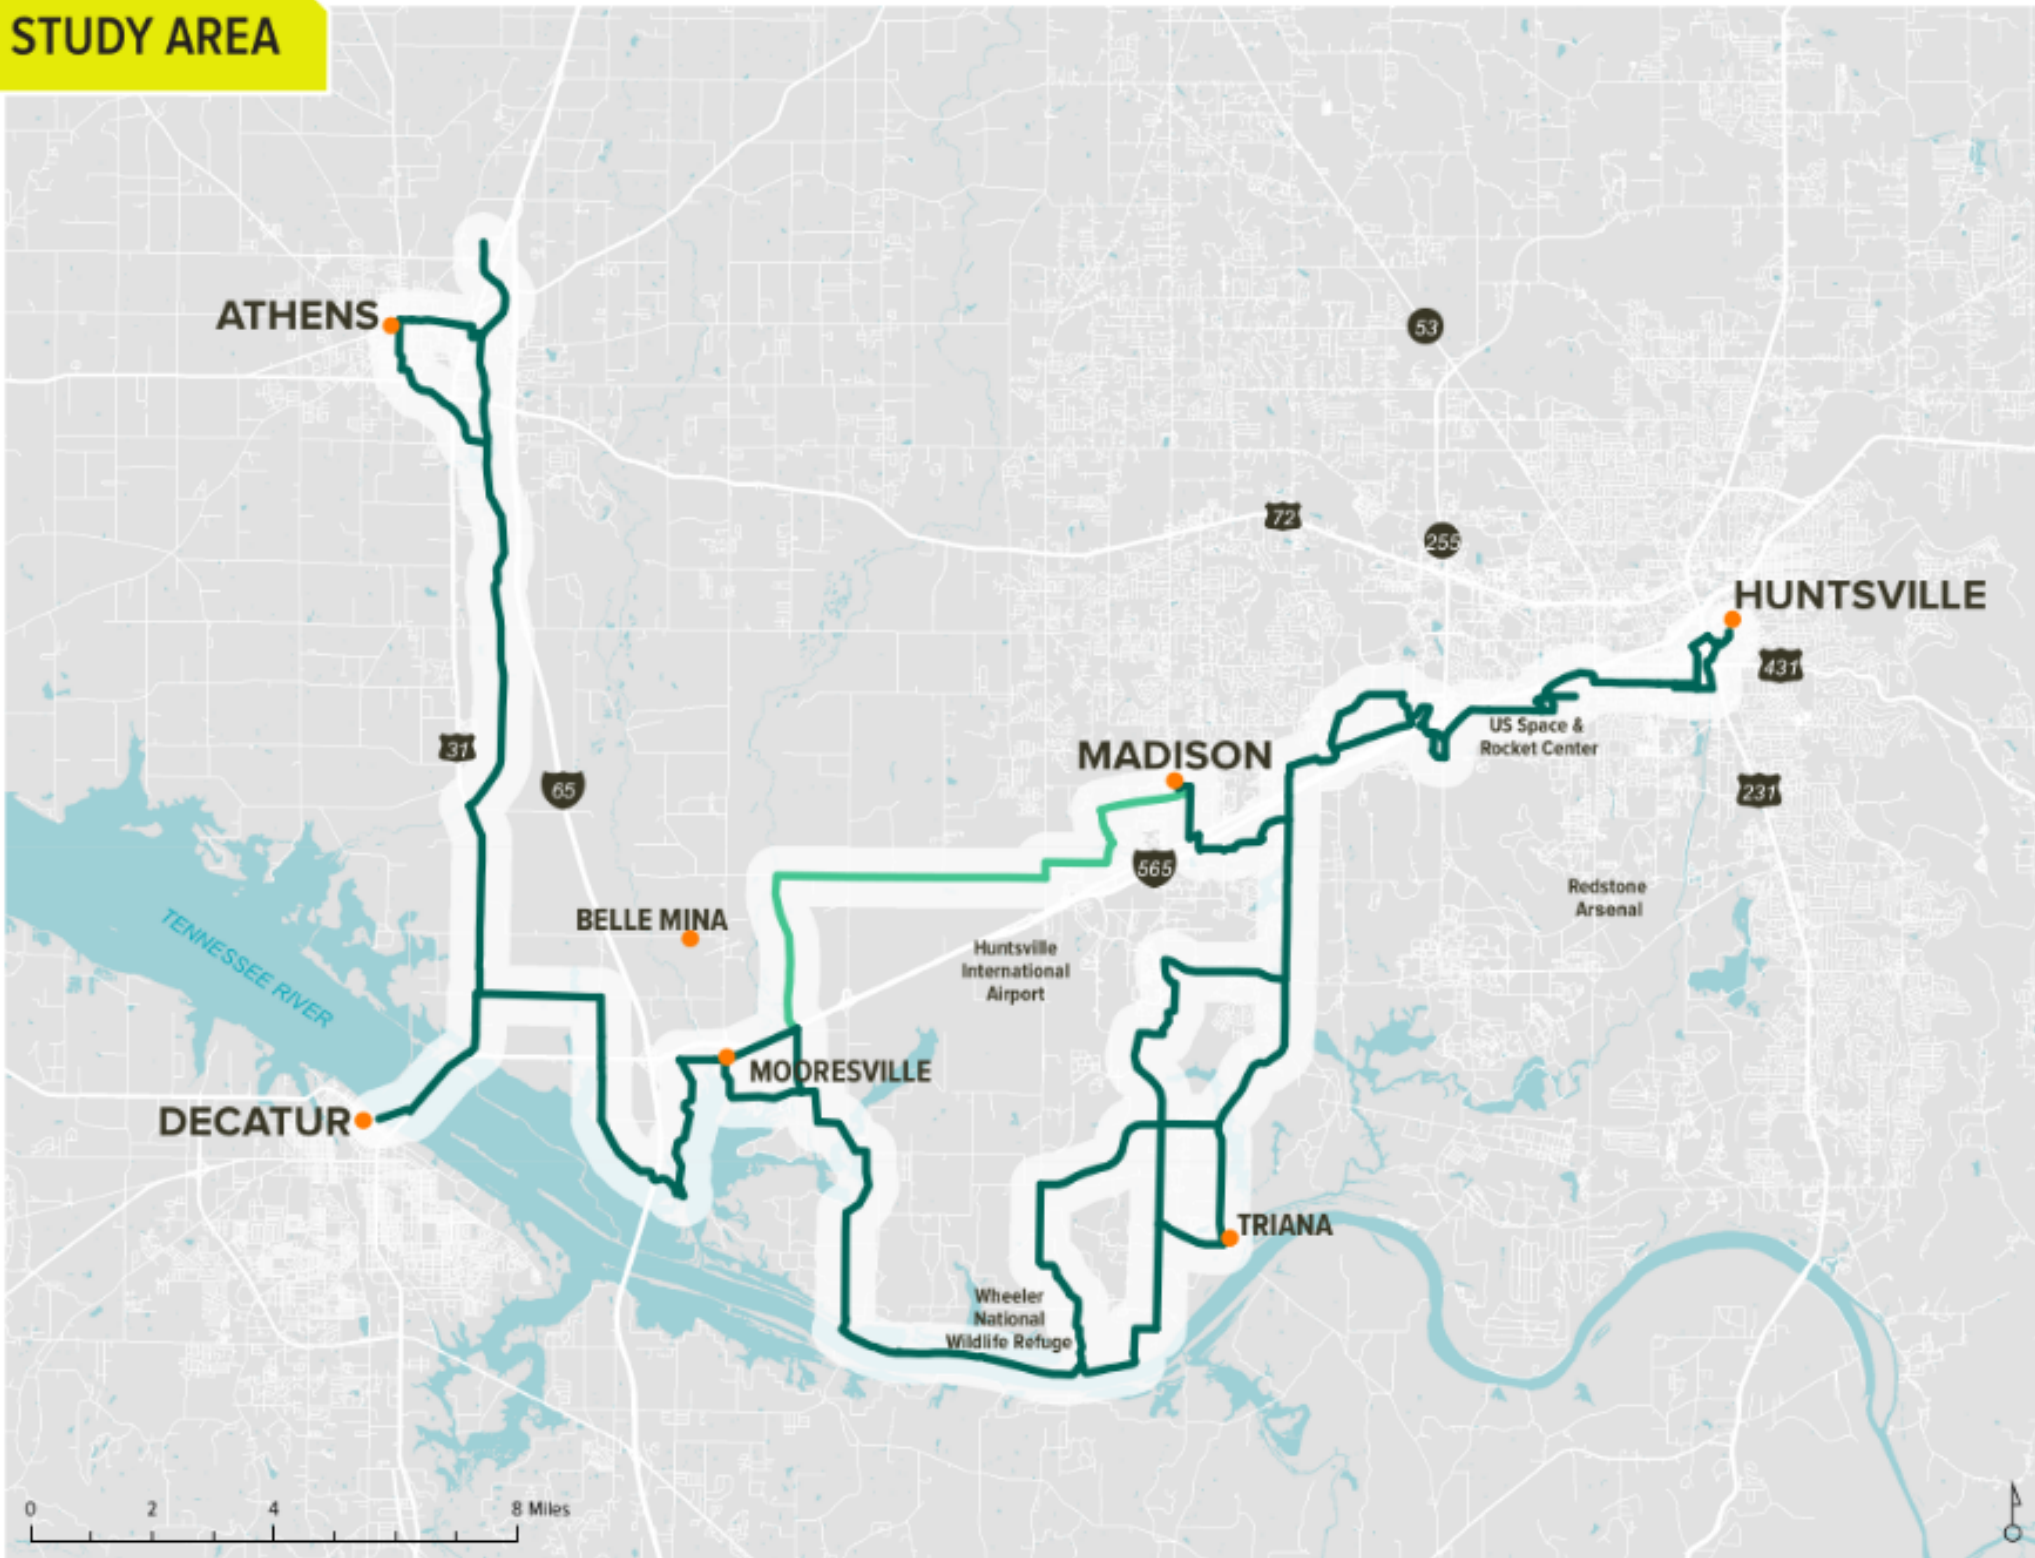 STUDY AREA
ATHENS
53
72
255
HUNTSVILLE
431
US Space &
Rocket Center
31
MADISON
65
231
565
Redstone
Arsenal
BELLE MINA
TENNESSEE RIVER
Huntsville
International
Airport
MOORESVILLE
DECATUR
TRIANA
Wheeler
National
Wildlife Refuge
0 2 4 8 Miles